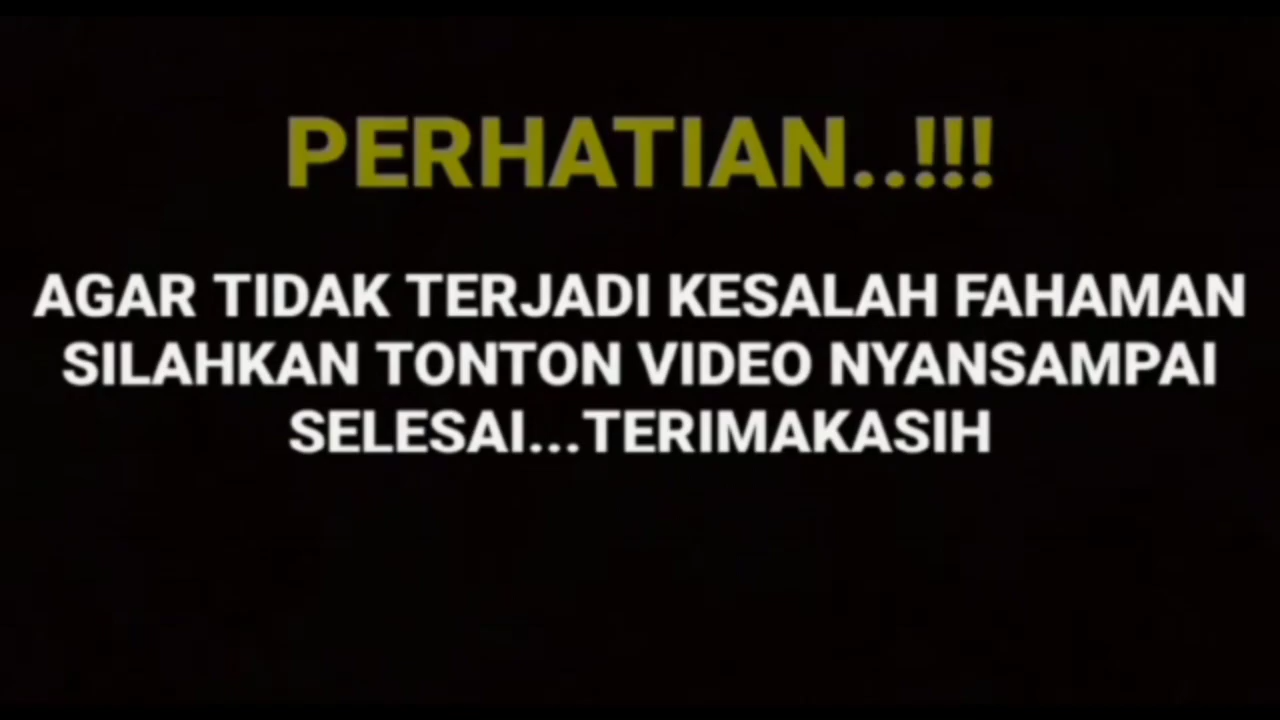 PERHATIAN..!!!
AGAR TIDAK TERJADI KESALAH FAHAMAN
SILAHKAN TONTON VIDEO NYANSAMPAI
SELESAI...TERIMAKASIH